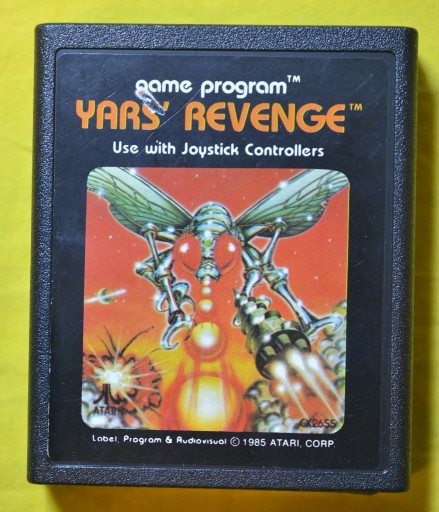 game program™
YARS' REVENGE™
Use with Joystick Controllers
ATARI
CX2655
Label, Program & Audiovisual © 1985 ATARI, CORP.